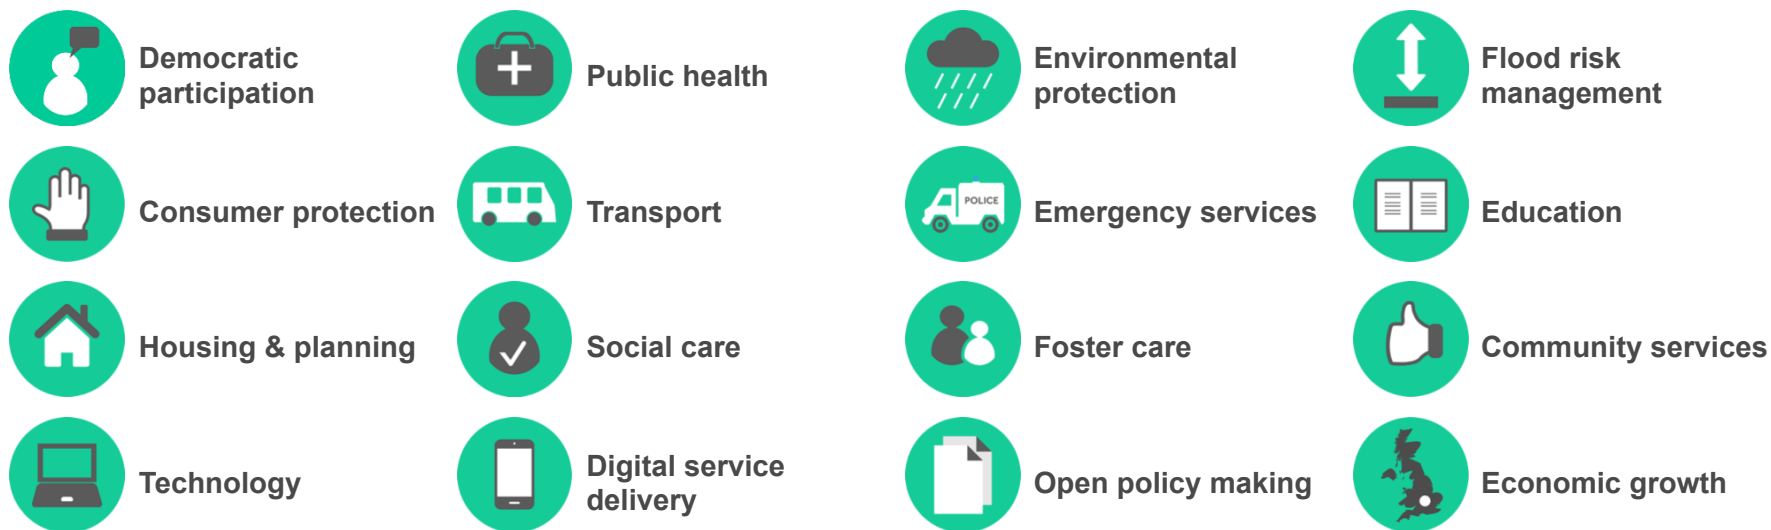 Democratic
participation
Public health
Environmental
protection
Flood risk
management
Consumer protection
Transport
POLICE
Emergency services
Education
Housing & planning
Social care
Foster care
Community services
Technology
Digital service
delivery
Open policy making
Economic growth